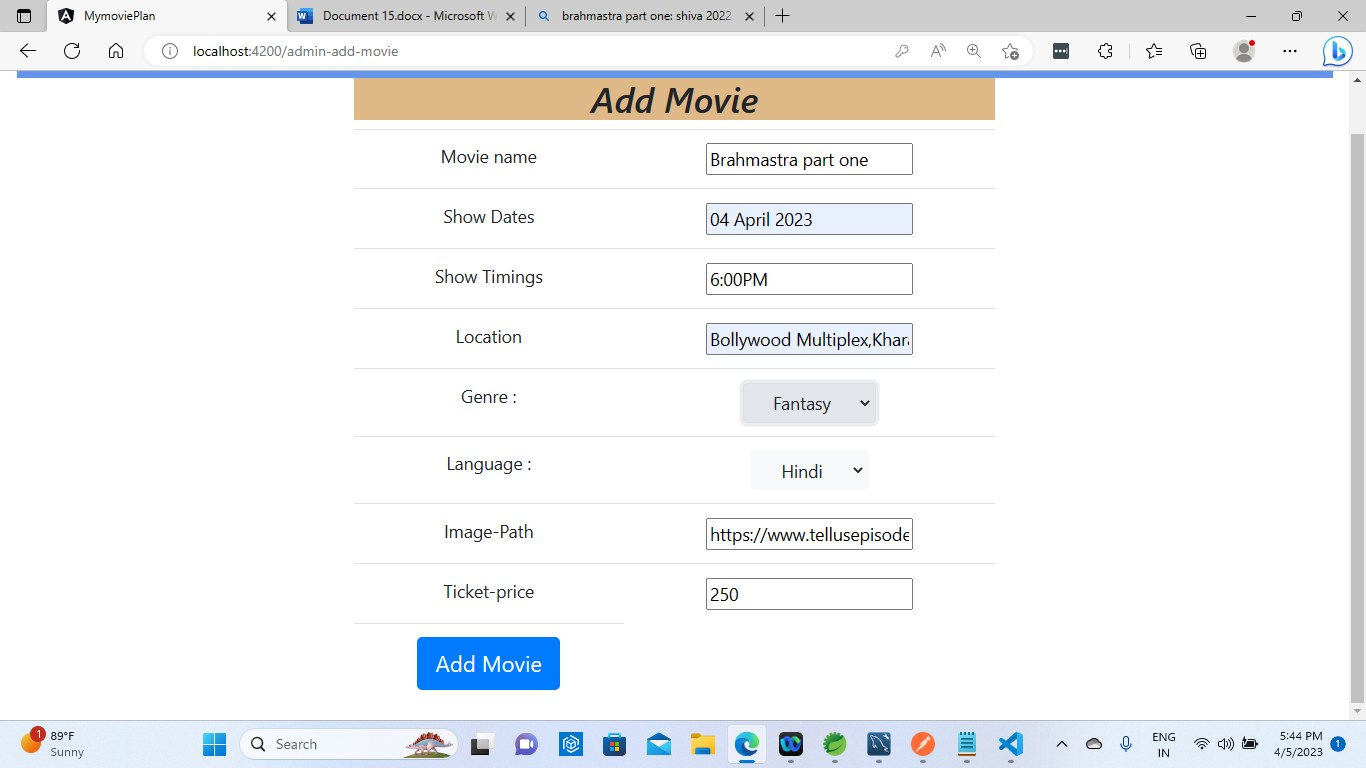 MymoviePlan
Document 15.docx - Microsoft W
brahmastra part one: shiva 2022
localhost:4200/admin-add-movie
Add Movie
Movie name
Brahmastra part one
Show Dates
04 April 2023
Show Timings
6:00PM
Location
Bollywood Multiplex,Khara
Genre :
Fantasy
Language :
Hindi
Image-Path
https://www.tellusepisode
Ticket-price
250
Add Movie
1
89°F
Sunny
Search
ENG
IN
5:44 PM
4/5/2023
1